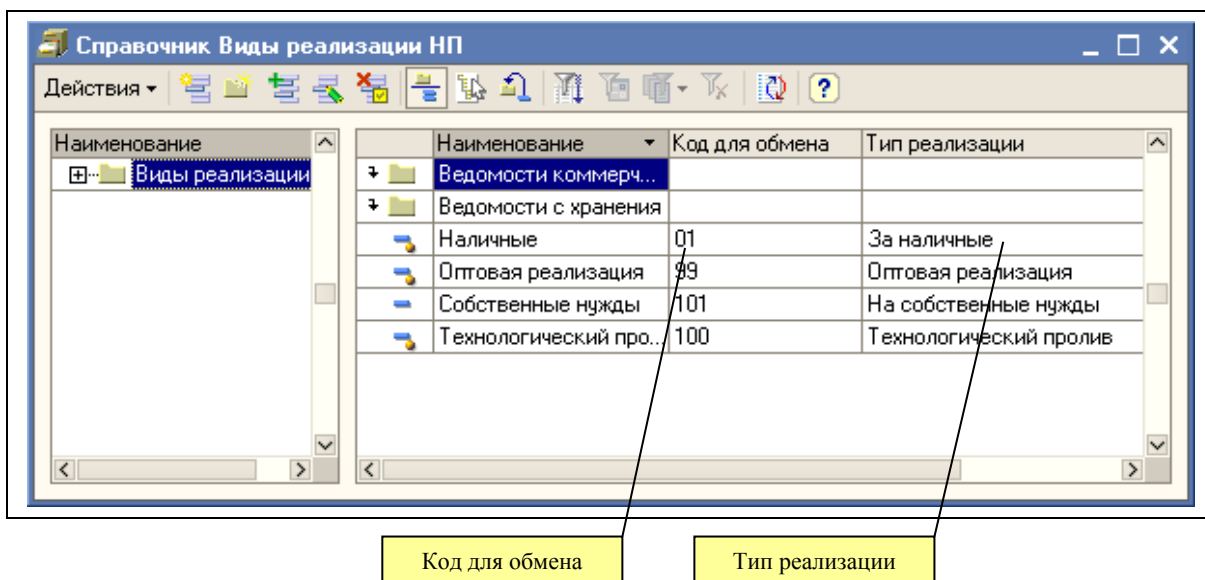 Справочник Виды реализации НП
Действия
Наименование
Виды реализации
Наименование Код для обмена Тип реализации
Ведомости коммерч...
Ведомости с хранения
Наличные 01 За наличные
Оптовая реализация 99 Оптовая реализация
Собственные нужды 101 На собственные нужды
Технологический про... 100 Технологический пролив
Код для обмена Тип реализации